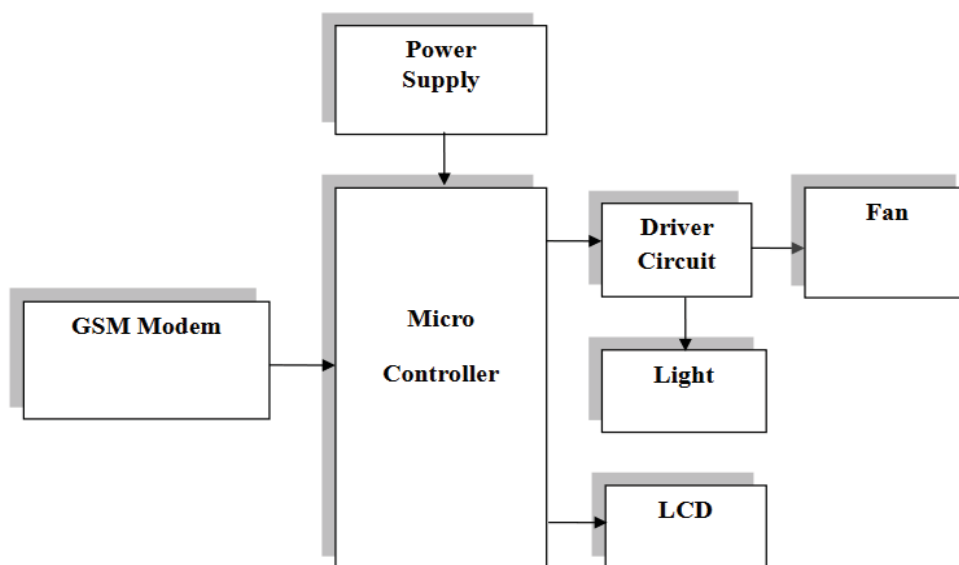 Power
Supply
Driver
Circuit
Fan
GSM Modem
Micro
Controller
Light
LCD